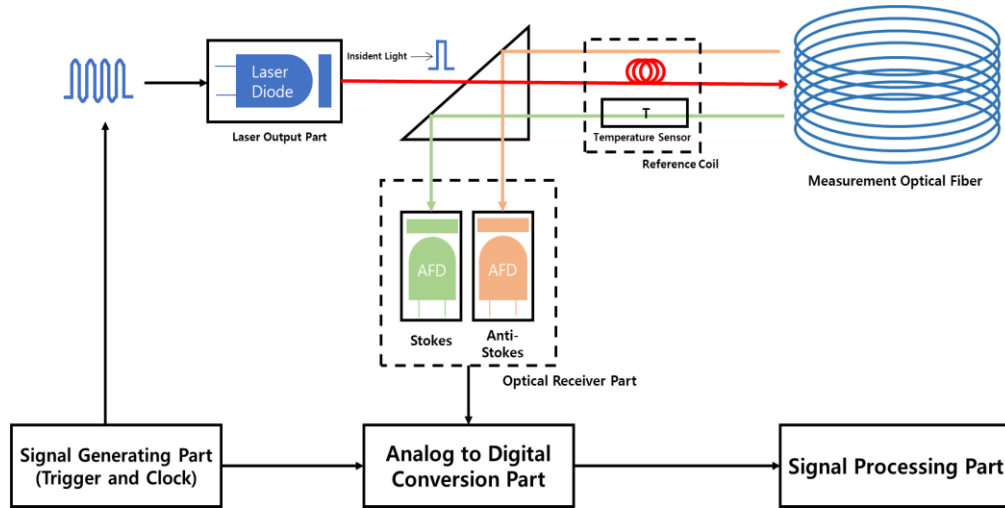 Insident Light
Laser
Diode
Laser Output Part
T
Temperature Sensor
Reference Coil
Measurement Optical Fiber
AFD
AFD
Stokes
Anti-
Stokes
Optical Receiver Part
Signal Generating Part
(Trigger and Clock)
Analog to Digital
Conversion Part
Signal Processing Part